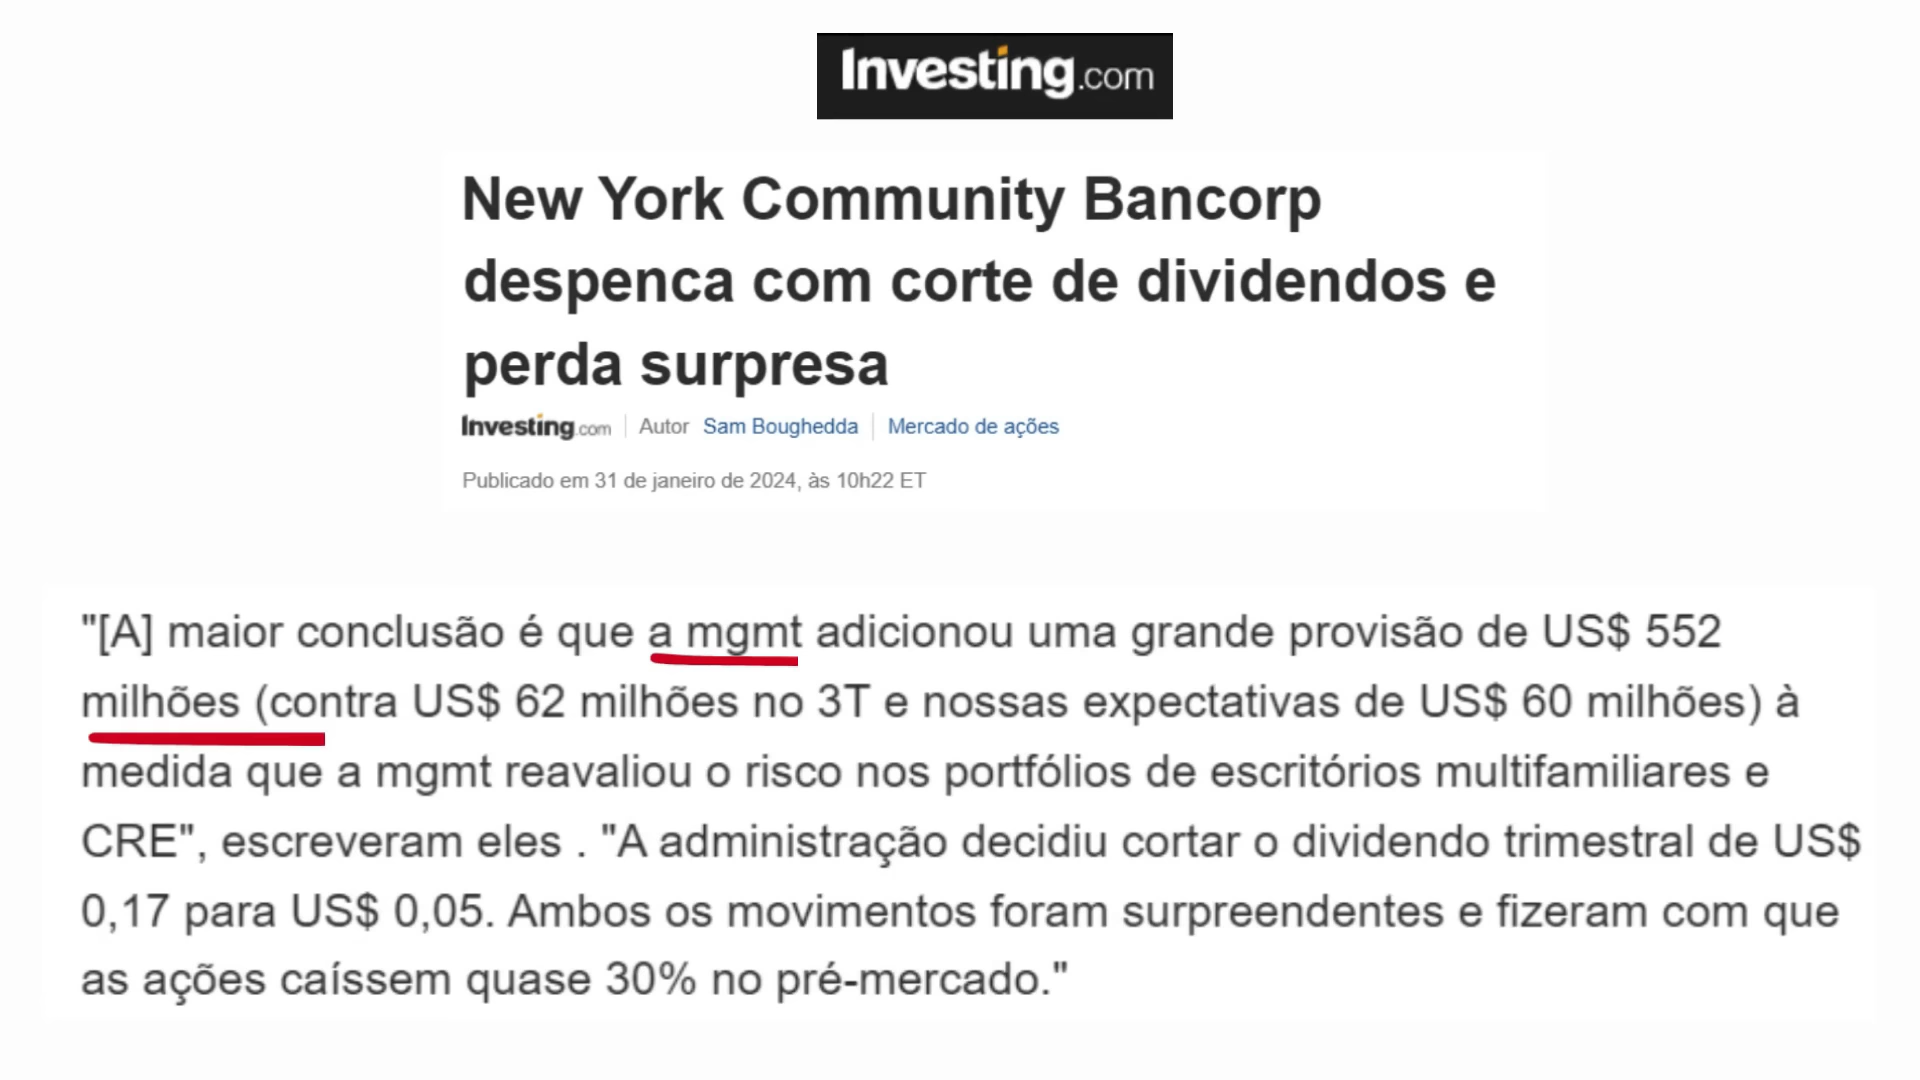 Investing.com
New York Community Bancorp
despenca com corte de dividendos e
perda surpresa
Investing.com | Autor Sam Boughedda | Mercado de ações
Publicado em 31 de janeiro de 2024, às 10h22 ET
"[A] maior conclusão é que a mgmt adicionou uma grande provisão de US$ 552
milhões (contra US$ 62 milhões no 3T e nossas expectativas de US$ 60 milhões) à
medida que a mgmt reavaliou o risco nos portfólios de escritórios multifamiliares e
CRE", escreveram eles . "A administração decidiu cortar o dividendo trimestral de US$
0,17 para US$ 0,05. Ambos os movimentos foram surpreendentes e fizeram com que
as ações caíssem quase 30% no pré-mercado."